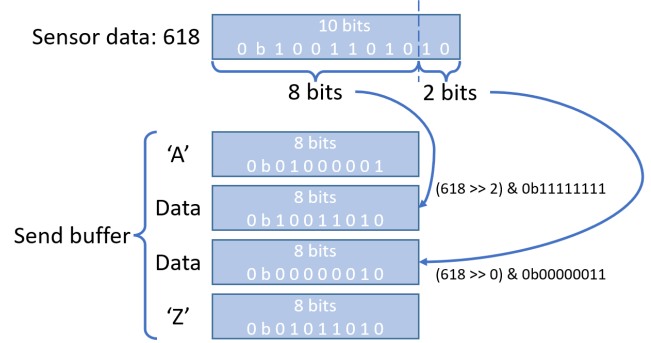 10 bits
Sensor data: 618
0 b 1 0 0 1 1 0 1 0 1 0
8 bits
2 bits
8 bits
‘A’
0 b 0 1 0 0 0 0 0 1
8 bits
(618 >> 2) & 0b11111111
Data
0 b 1 0 0 1 1 0 1 0
Send buffer
8 bits
Data
(618 >> 0) & 0b00000011
0 b 0 0 0 0 0 0 1 0
8 bits
‘Z’
0 b 0 1 0 1 1 0 1 0